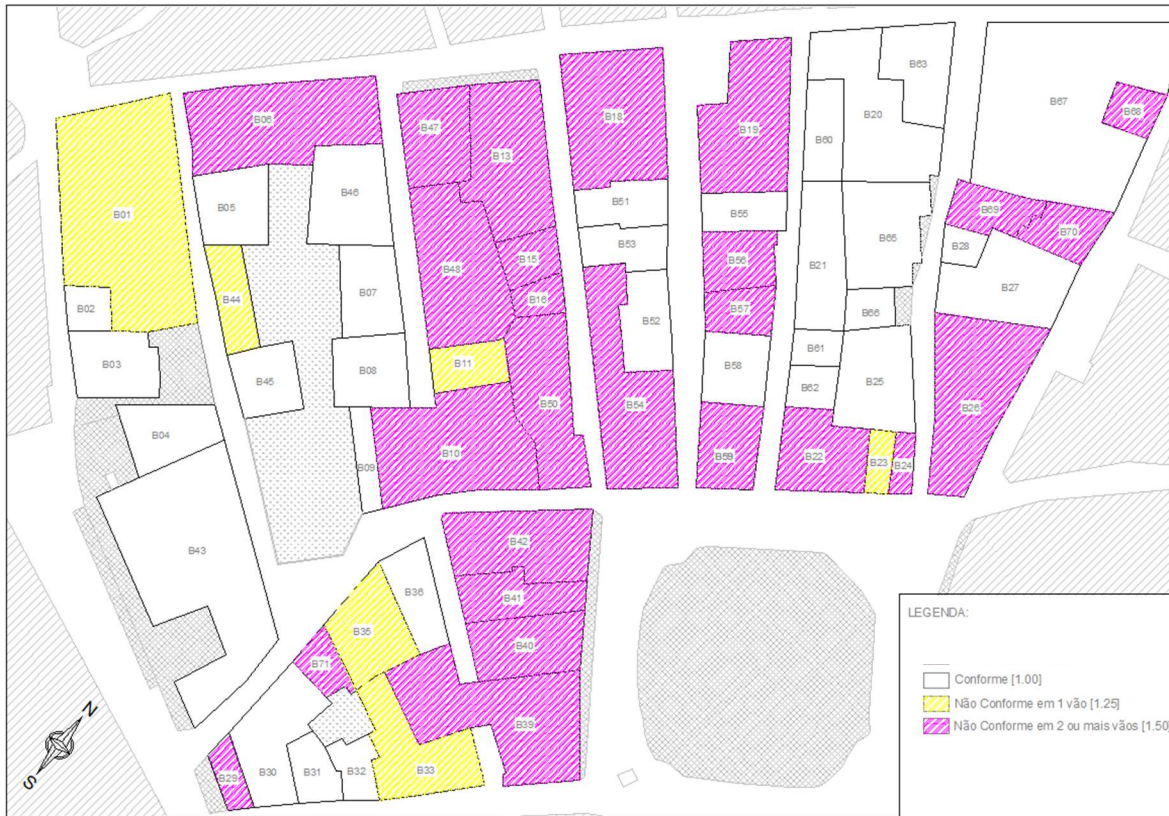 B63
B67
B20
B68
B18
B19
B47
B06
B60
B13
B46
B51
B05
B69
B01
B55
B70
B65
B53
B28
B15
B56
B48
B21
B07
B27
B16
B44
B02
B57
B66
B52
B61
B03
B11
B58
B08
B45
B62
B25
B50
B54
B26
B04
B10
B59
B22
B23
B24
B09
B42
B43
B36
B41
B35
B40
B71
B39
B30
B31
B32
B33
B29
N
S
LEGENDA:
Conforme [1.00]
Não Conforme em 1 vão [1.25]
Não Conforme em 2 ou mais vãos [1.50]